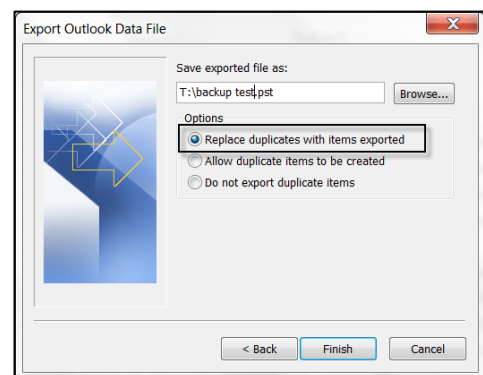 Export Outlook Data File
Save exported file as:
T:\backup test.pst
Browse...
Options
Replace duplicates with items exported
Allow duplicate items to be created
Do not export duplicate items
< Back
Finish
Cancel